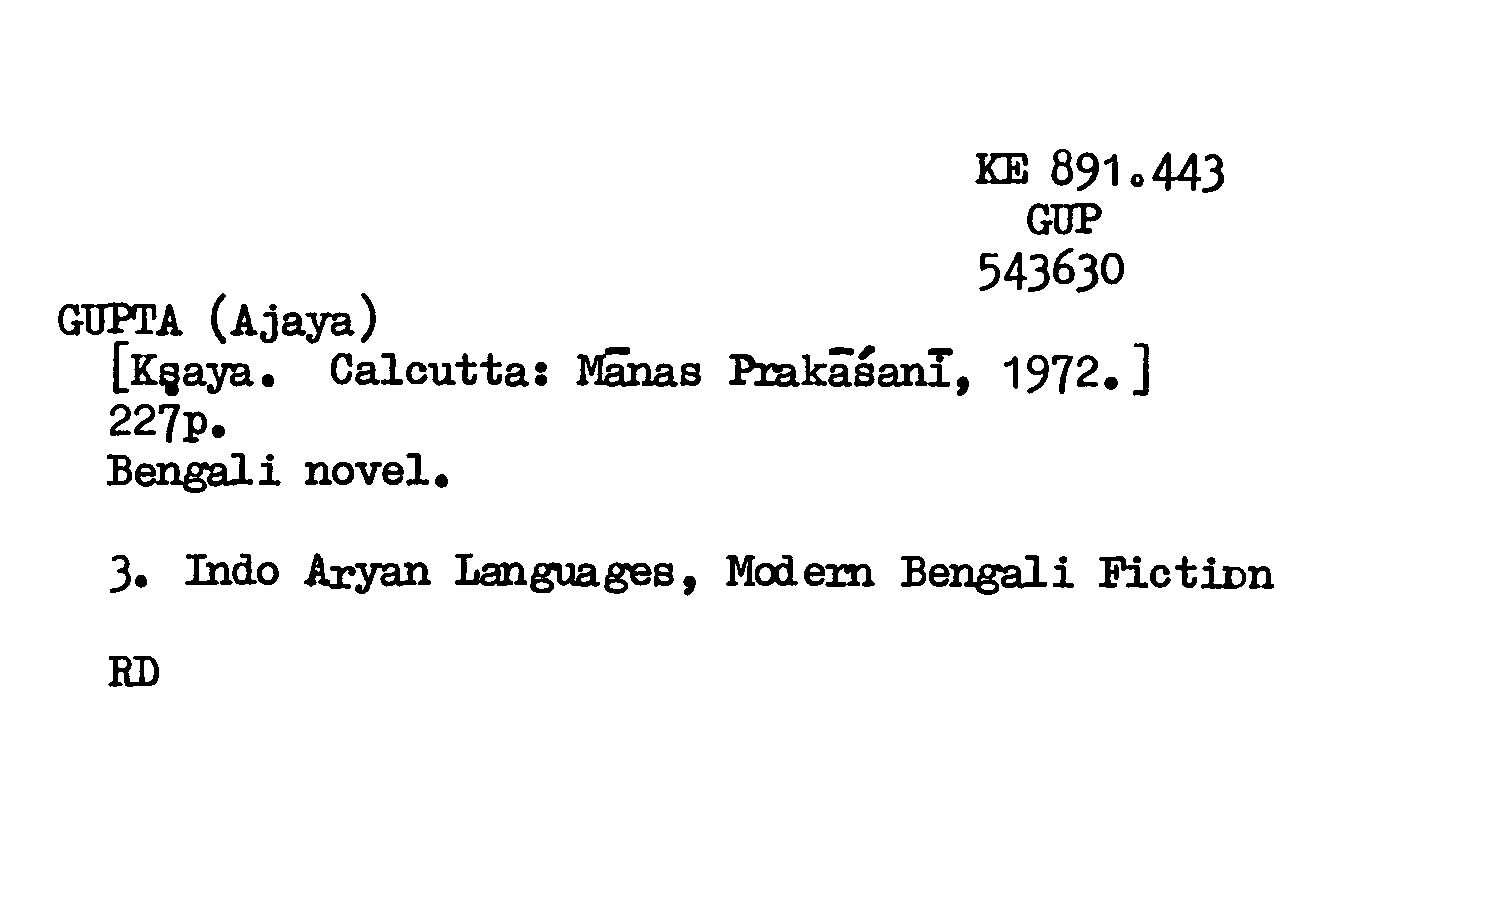 KE 891.443
GUP
543630
GUPTA (Ajaya)
[Kṣaya. Calcutta: Mānas Prakāśanī, 1972.]
227p.
Bengali novel.
3. Indo Aryan Languages, Modern Bengali Fiction
RD